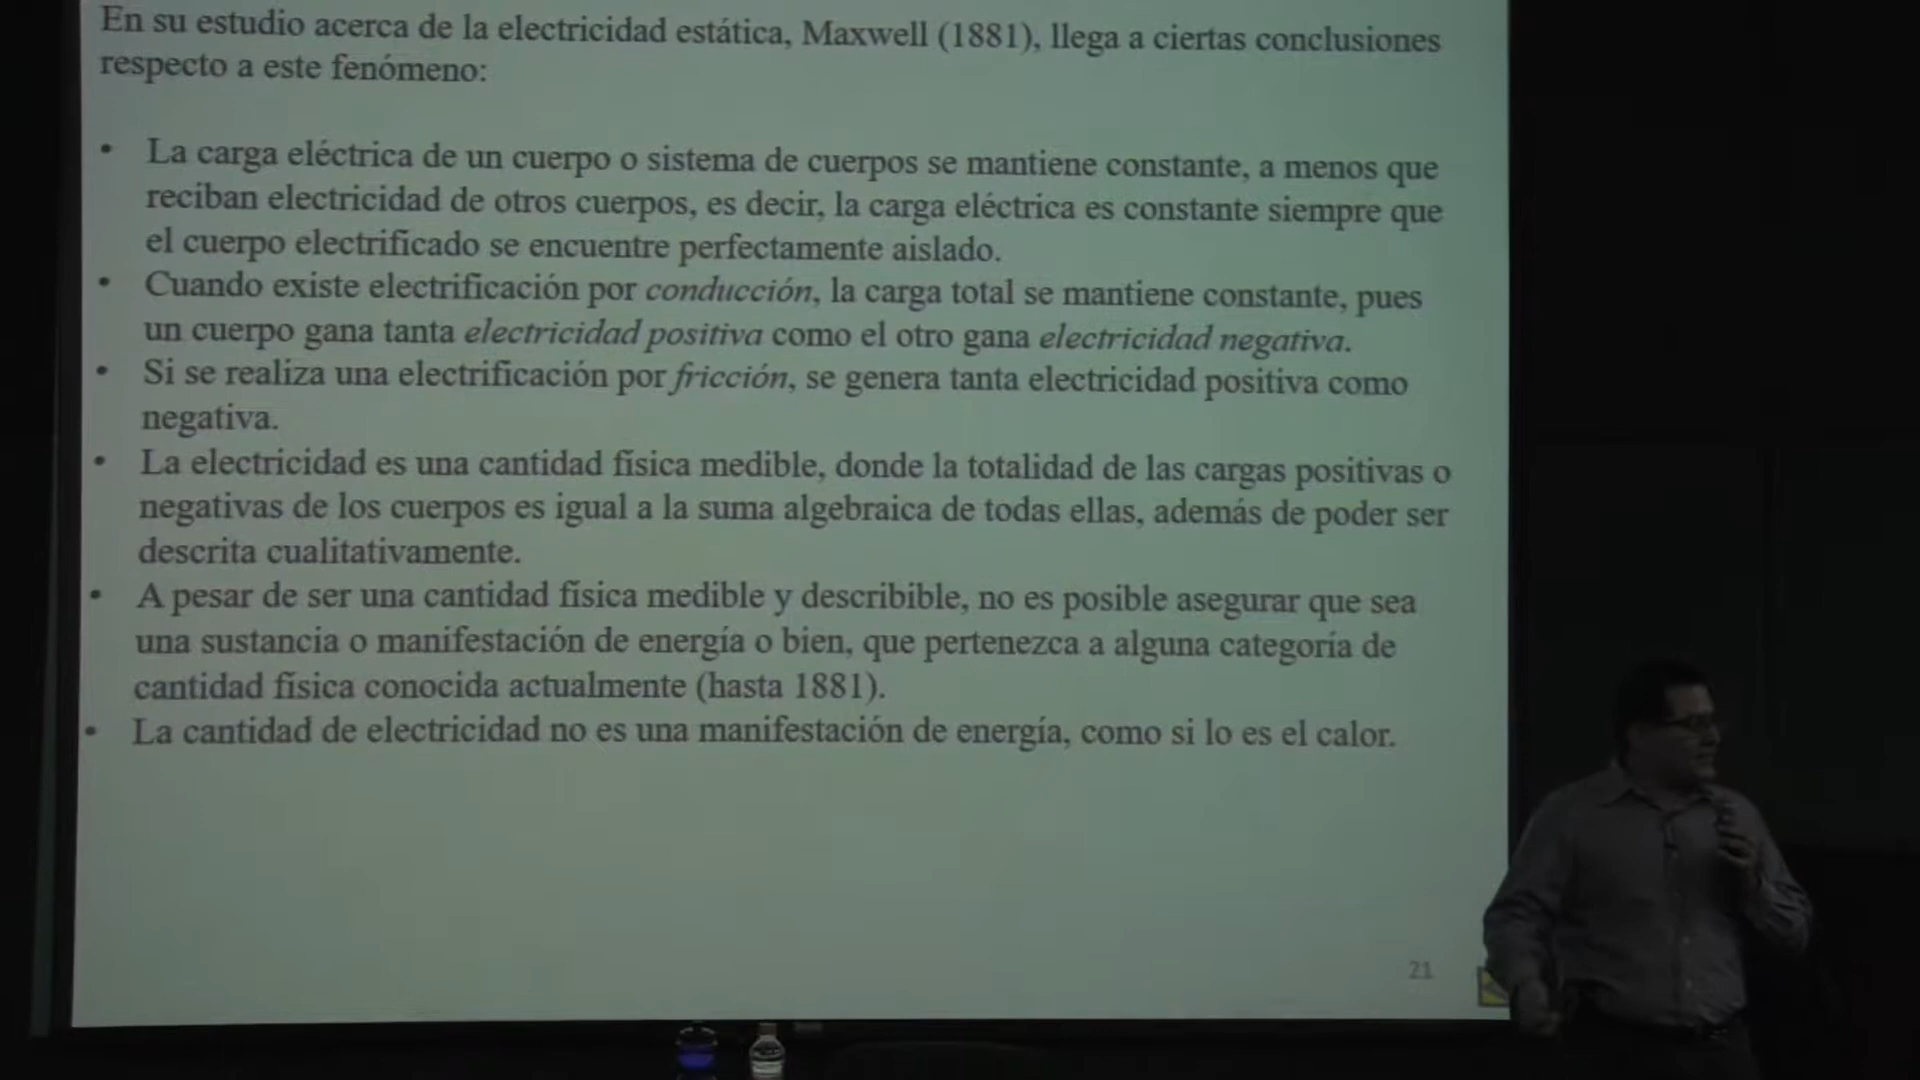 En su estudio acerca de la electricidad estática, Maxwell (1881), llega a ciertas conclusiones
respecto a este fenómeno:
• La carga eléctrica de un cuerpo o sistema de cuerpos se mantiene constante, a menos que
reciban electricidad de otros cuerpos, es decir, la carga eléctrica es constante siempre que
el cuerpo electrificado se encuentre perfectamente aislado.
• Cuando existe electrificación por conducción, la carga total se mantiene constante, pues
un cuerpo gana tanta electricidad positiva como el otro gana electricidad negativa.
• Si se realiza una electrificación por fricción, se genera tanta electricidad positiva como
negativa.
• La electricidad es una cantidad física medible, donde la totalidad de las cargas positivas o
negativas de los cuerpos es igual a la suma algebraica de todas ellas, además de poder ser
descrita cualitativamente.
• A pesar de ser una cantidad física medible y describible, no es posible asegurar que sea
una sustancia o manifestación de energía o bien, que pertenezca a alguna categoría de
cantidad física conocida actualmente (hasta 1881).
• La cantidad de electricidad no es una manifestación de energía, como si lo es el calor.
21